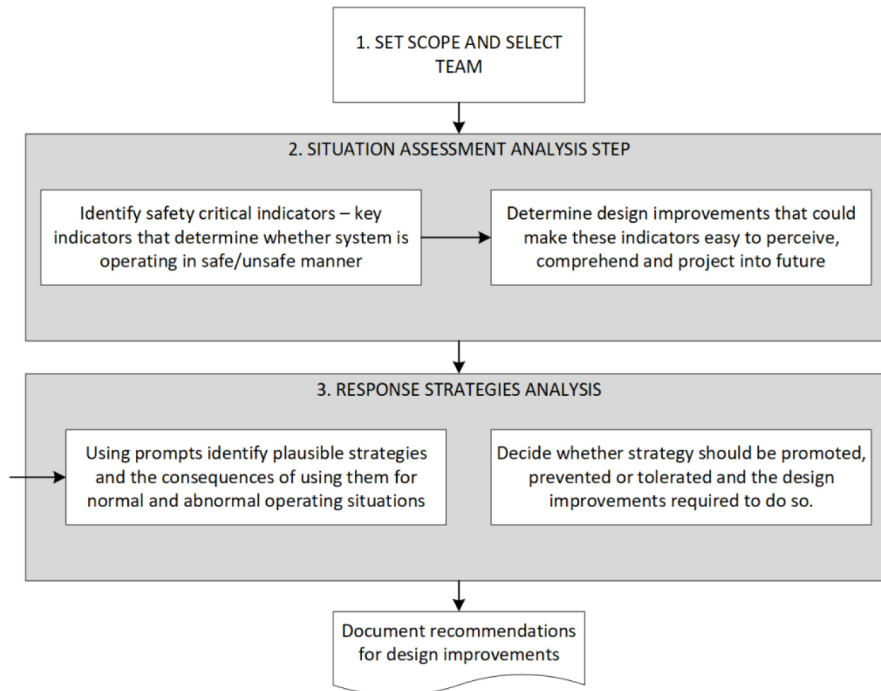 1. SET SCOPE AND SELECT
TEAM
2. SITUATION ASSESSMENT ANALYSIS STEP
Identify safety critical indicators – key
indicators that determine whether system is
operating in safe/unsafe manner
Determine design improvements that could
make these indicators easy to perceive,
comprehend and project into future
3. RESPONSE STRATEGIES ANALYSIS
Using prompts identify plausible strategies
and the consequences of using them for
normal and abnormal operating situations
Decide whether strategy should be promoted,
prevented or tolerated and the design
improvements required to do so.
Document recommendations
for design improvements